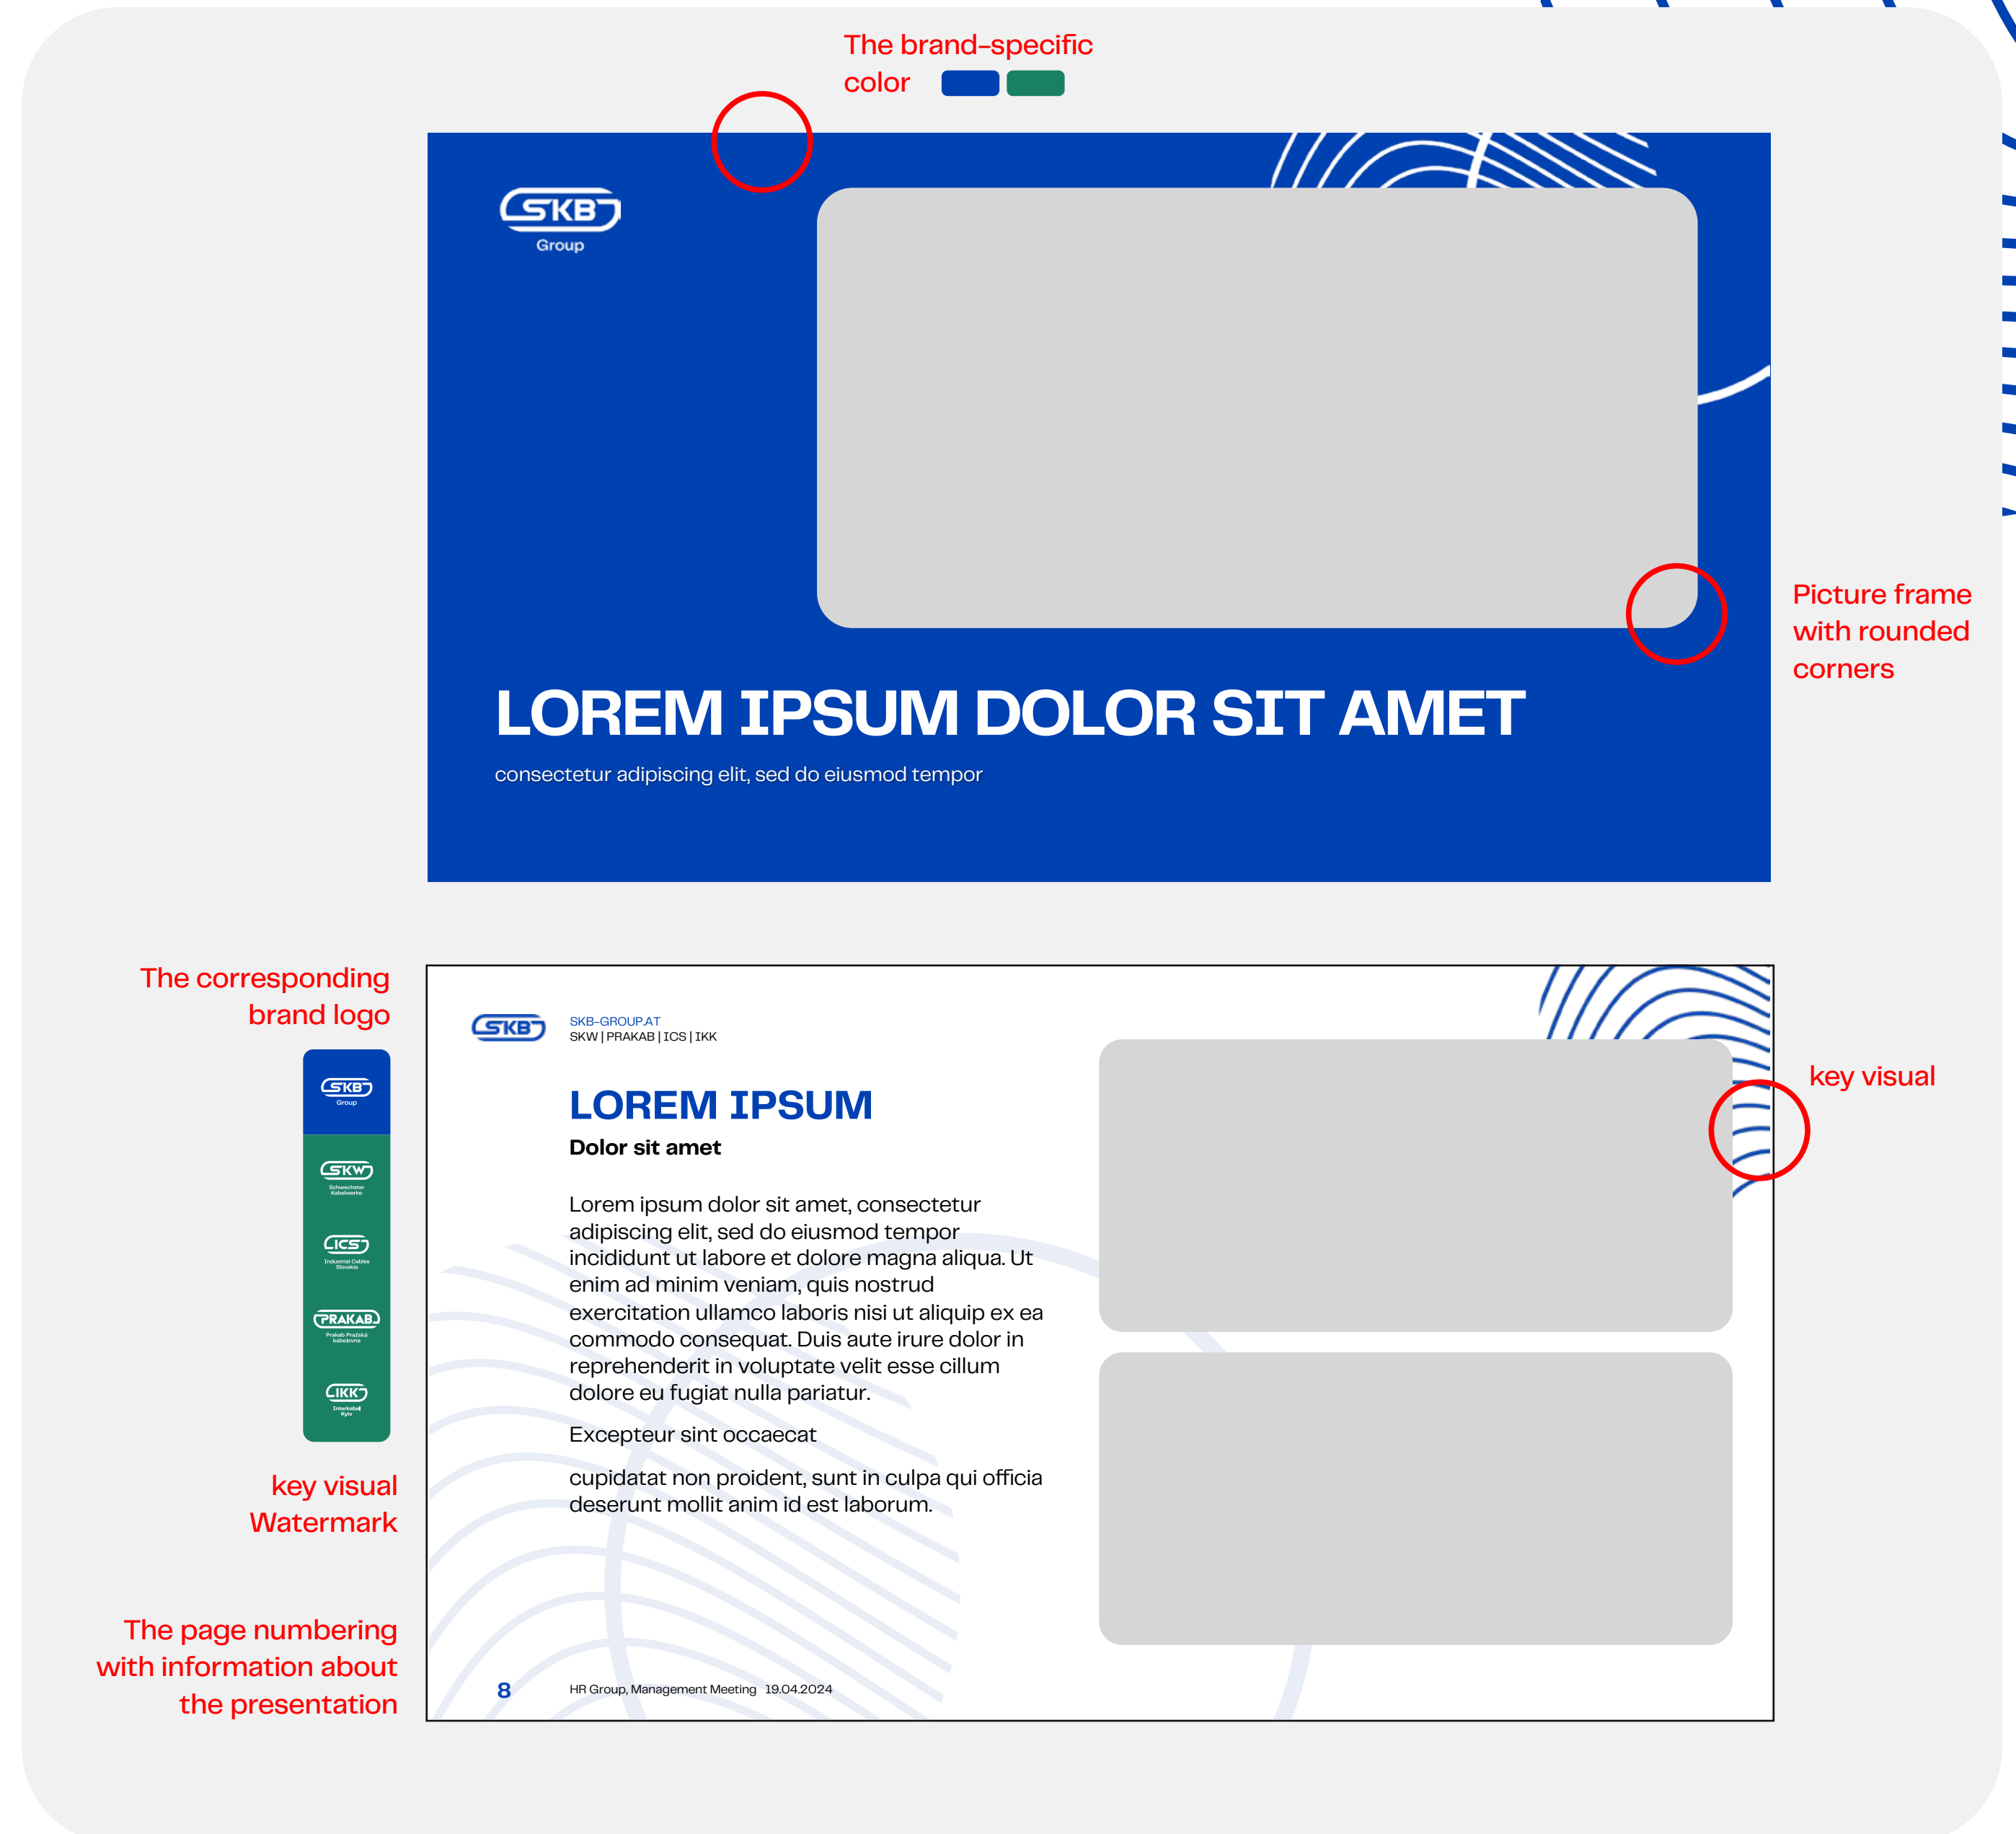 The brand-specific
color
SKB
Group
Picture frame
with rounded
corners
LOREM IPSUM DOLOR SIT AMET
consectetur adipiscing elit, sed do eiusmod tempor
The corresponding
brand logo
SKB
Group
SKW
Schwechater
Kabelwerke
ICS
Industrial Cables
Slovakia
PRAKAB
Prakab Pražská
kabelovna
IKK
Interkabel
Kyiv
key visual
Watermark
The page numbering
with information about
the presentation
SKB
SKB-GROUP.AT
SKW | PRAKAB | ICS | IKK
LOREM IPSUM
Dolor sit amet
Lorem ipsum dolor sit amet, consectetur
adipiscing elit, sed do eiusmod tempor
incididunt ut labore et dolore magna aliqua. Ut
enim ad minim veniam, quis nostrud
exercitation ullamco laboris nisi ut aliquip ex ea
commodo consequat. Duis aute irure dolor in
reprehenderit in voluptate velit esse cillum
dolore eu fugiat nulla pariatur.
Excepteur sint occaecat
cupidatat non proident, sunt in culpa qui officia
deserunt mollit anim id est laborum.
8
HR Group, Management Meeting 19.04.2024
key visual